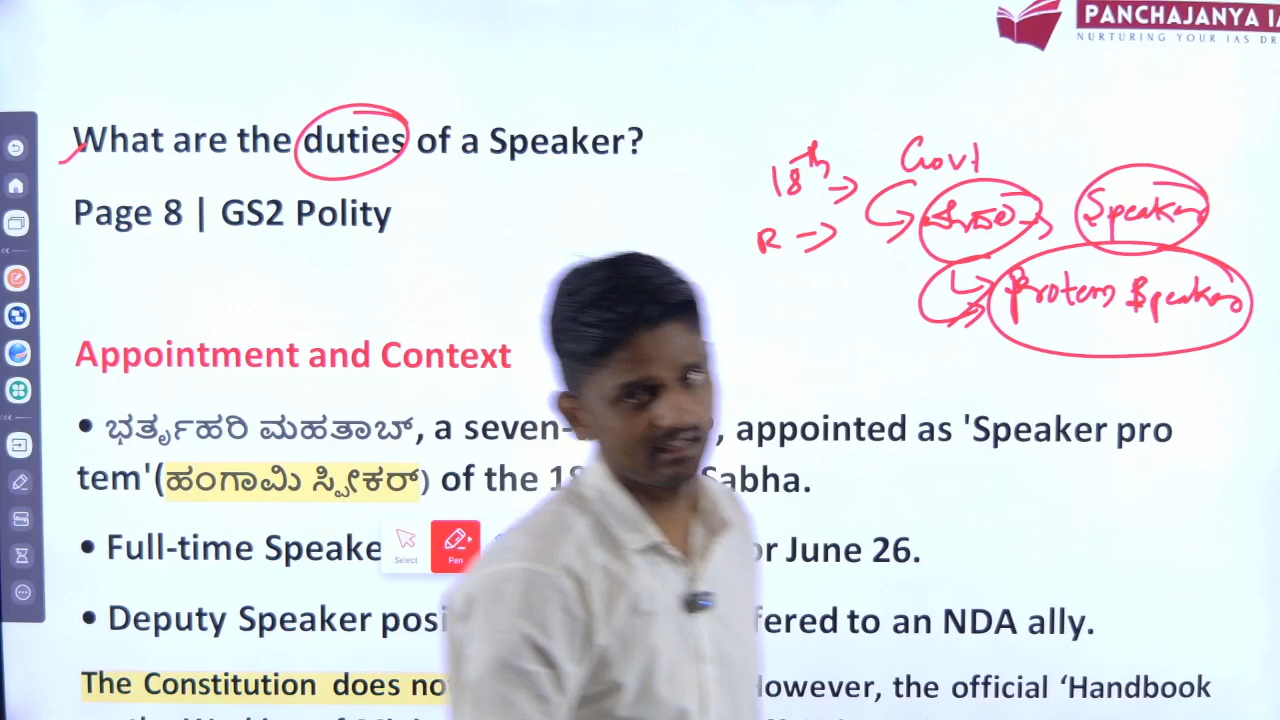 PANCHAJANYA IA
NURTURING YOUR IAS DR
What are the duties of a Speaker?
Page 8 | GS2 Polity
18th → Govt
R →
Speaker
Protem Speaker
Appointment and Context
• ಭರ್ತೃಹರಿ ಮಹತಾಬ್, a seven- , appointed as 'Speaker pro
tem'(ಹಂಗಾಮಿ ಸ್ಪೀಕರ್) of the 18 Sabha.
• Full-time Speake or June 26.
Select
Pen
• Deputy Speaker posi fered to an NDA ally.
The Constitution does no However, the official ‘Handbook